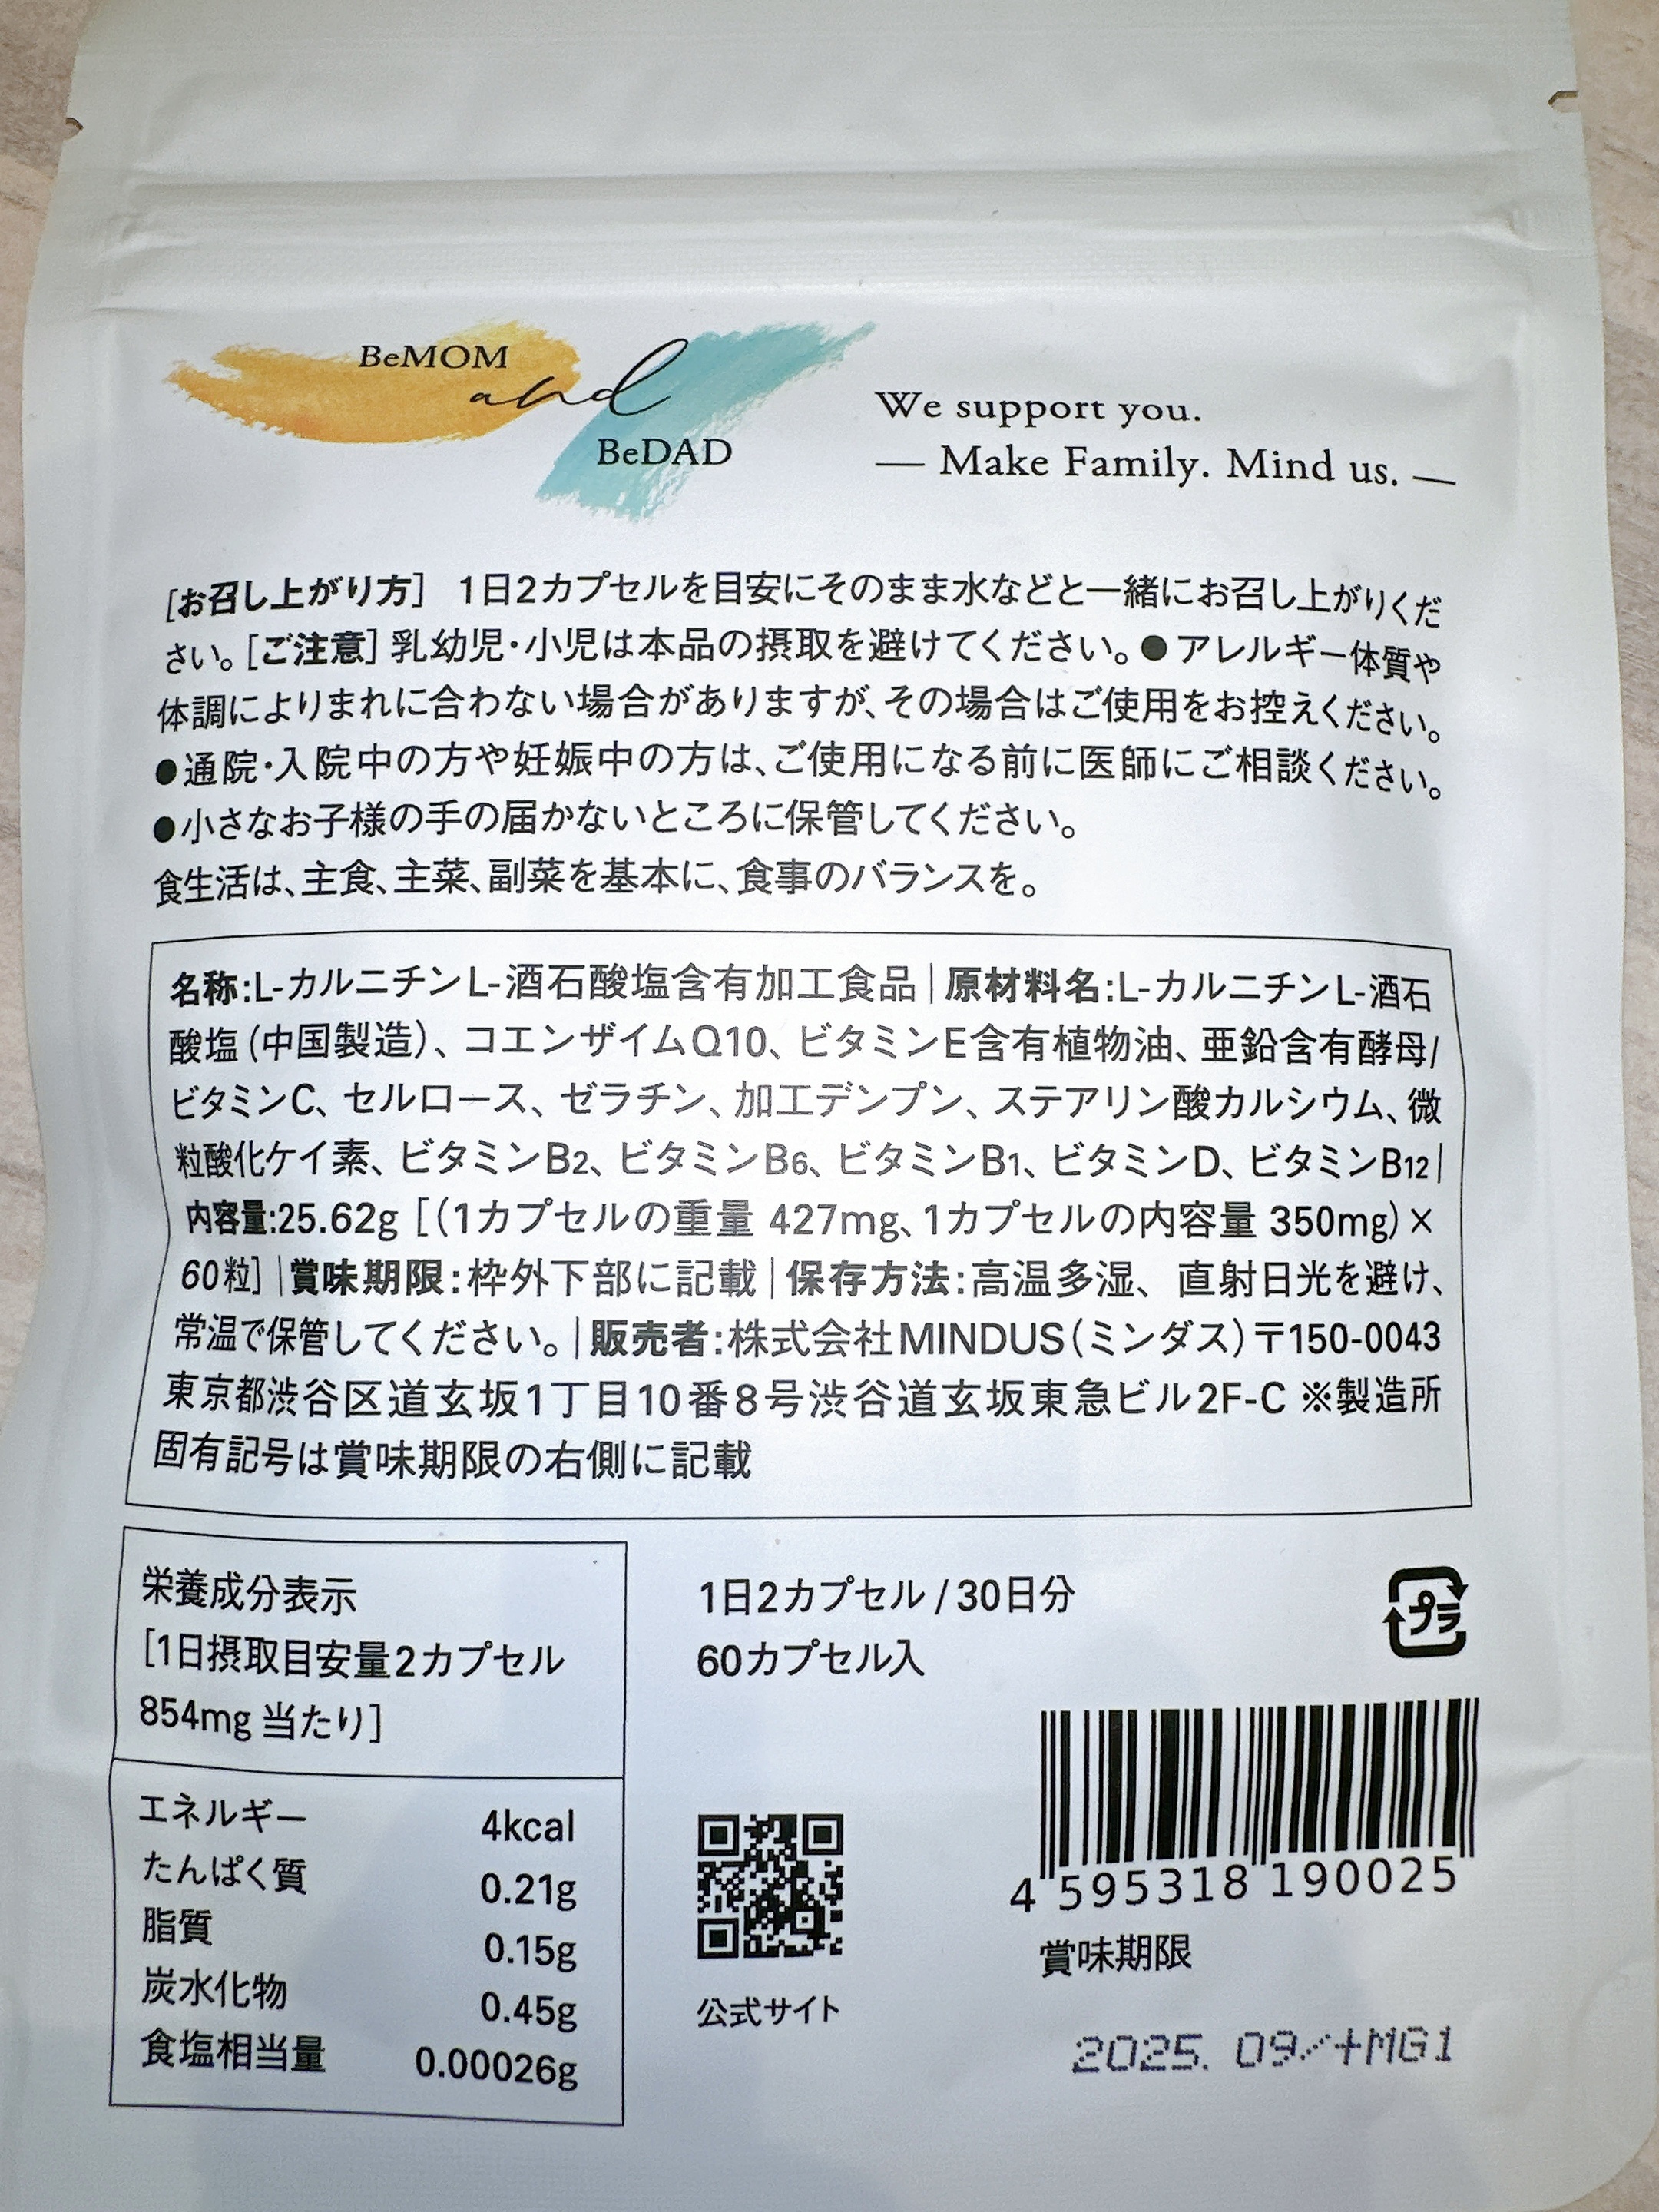 BeMOM
and
BeDAD
We support you.
— Make Family. Mind us. —
[お召し上がり方] 1日2カプセルを目安にそのまま水などと一緒にお召し上がりくだ
さい。[ご注意] 乳幼児・小児は本品の摂取を避けてください。●アレルギー体質や
体調によりまれに合わない場合がありますが、その場合はご使用をお控えください。
●通院・入院中の方や妊娠中の方は、ご使用になる前に医師にご相談ください。
●小さなお子様の手の届かないところに保管してください。
食生活は、主食、主菜、副菜を基本に、食事のバランスを。
名称:L-カルニチンL-酒石酸塩含有加工食品|原材料名:L-カルニチンL-酒石
酸塩(中国製造)、コエンザイムQ10、ビタミンE含有植物油、亜鉛含有酵母/
ビタミンC、セルロース、ゼラチン、加工デンプン、ステアリン酸カルシウム、微
粒酸化ケイ素、ビタミンB2、ビタミンB6、ビタミンB1、ビタミンD、ビタミンB12|
内容量:25.62g [(1カプセルの重量 427mg、1カプセルの内容量 350mg)×
60粒]|賞味期限:枠外下部に記載|保存方法:高温多湿、直射日光を避け、
常温で保管してください。|販売者:株式会社MINDUS(ミンダス)〒150-0043
東京都渋谷区道玄坂1丁目10番8号渋谷道玄坂東急ビル2F-C ※製造所
固有記号は賞味期限の右側に記載
栄養成分表示
[1日摂取目安量2カプセル
854mg 当たり]
エネルギー 4kcal
たんぱく質 0.21g
脂質 0.15g
炭水化物 0.45g
食塩相当量 0.00026g
1日2カプセル / 30日分
60カプセル入
公式サイト
プラ
4 595318 190025
賞味期限
2025. 09/+MG1